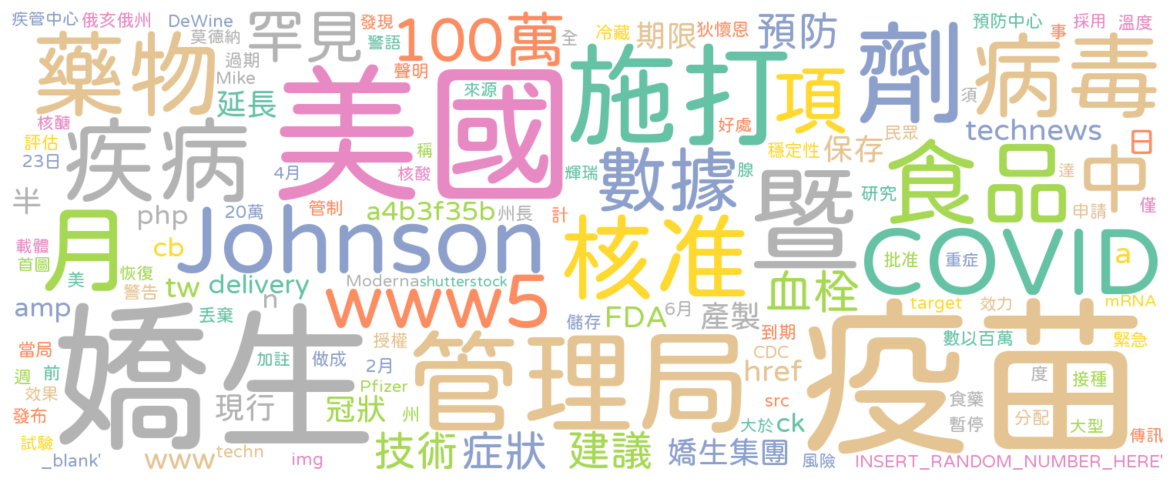 疾管中心 俄亥俄州 DeWine 罕見 發現 100萬 全 冷藏 期限 狄懷恩 預防 劑 預防中心 事 採用 溫度
藥物 莫德納 過期 Mike 警語 聲明 美國 施打 項 病毒
核醣 延長 來源 好處 民眾 須 technews 日
評估 23日 疾病 4月 稱 核酸 輝瑞 數據 腺 穩定性 保存 暨 研究 食品 達 中 僅
半 月 php 20萬 管制 a4b3f35b 州長 計 核准 申請
載體 首圖 cb Johnson COVID 批准 重症 a
美 恢復 警告 tw delivery Moderna shutterstock 血栓 target 效力 mRNA
amp 丟棄 n www5 儲存 FDA 6月 產製 數以百萬 緊急
嬌生 授權 管理局 到期 疫苗
當局 週 前 加註 做成 2月 CDC href 度 接種
效果 現行 Pfizer 冠狀 州 src 食藥 分配
發布 大於 ck 暫停 大型 傳訊
試驗 _blank' www techn img 技術 症狀 建議 嬌生集團 風險 INSERT_RANDOM_NUMBER_HERE'